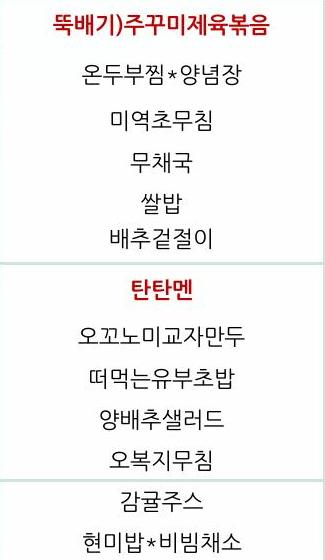 뚝배기)주꾸미제육볶음
온두부찜*양념장
미역초무침
무채국
쌀밥
배추겉절이
탄탄멘
오꼬노미교자만두
떠먹는유부초밥
양배추샐러드
오복지무침
감귤주스
현미밥*비빔채소